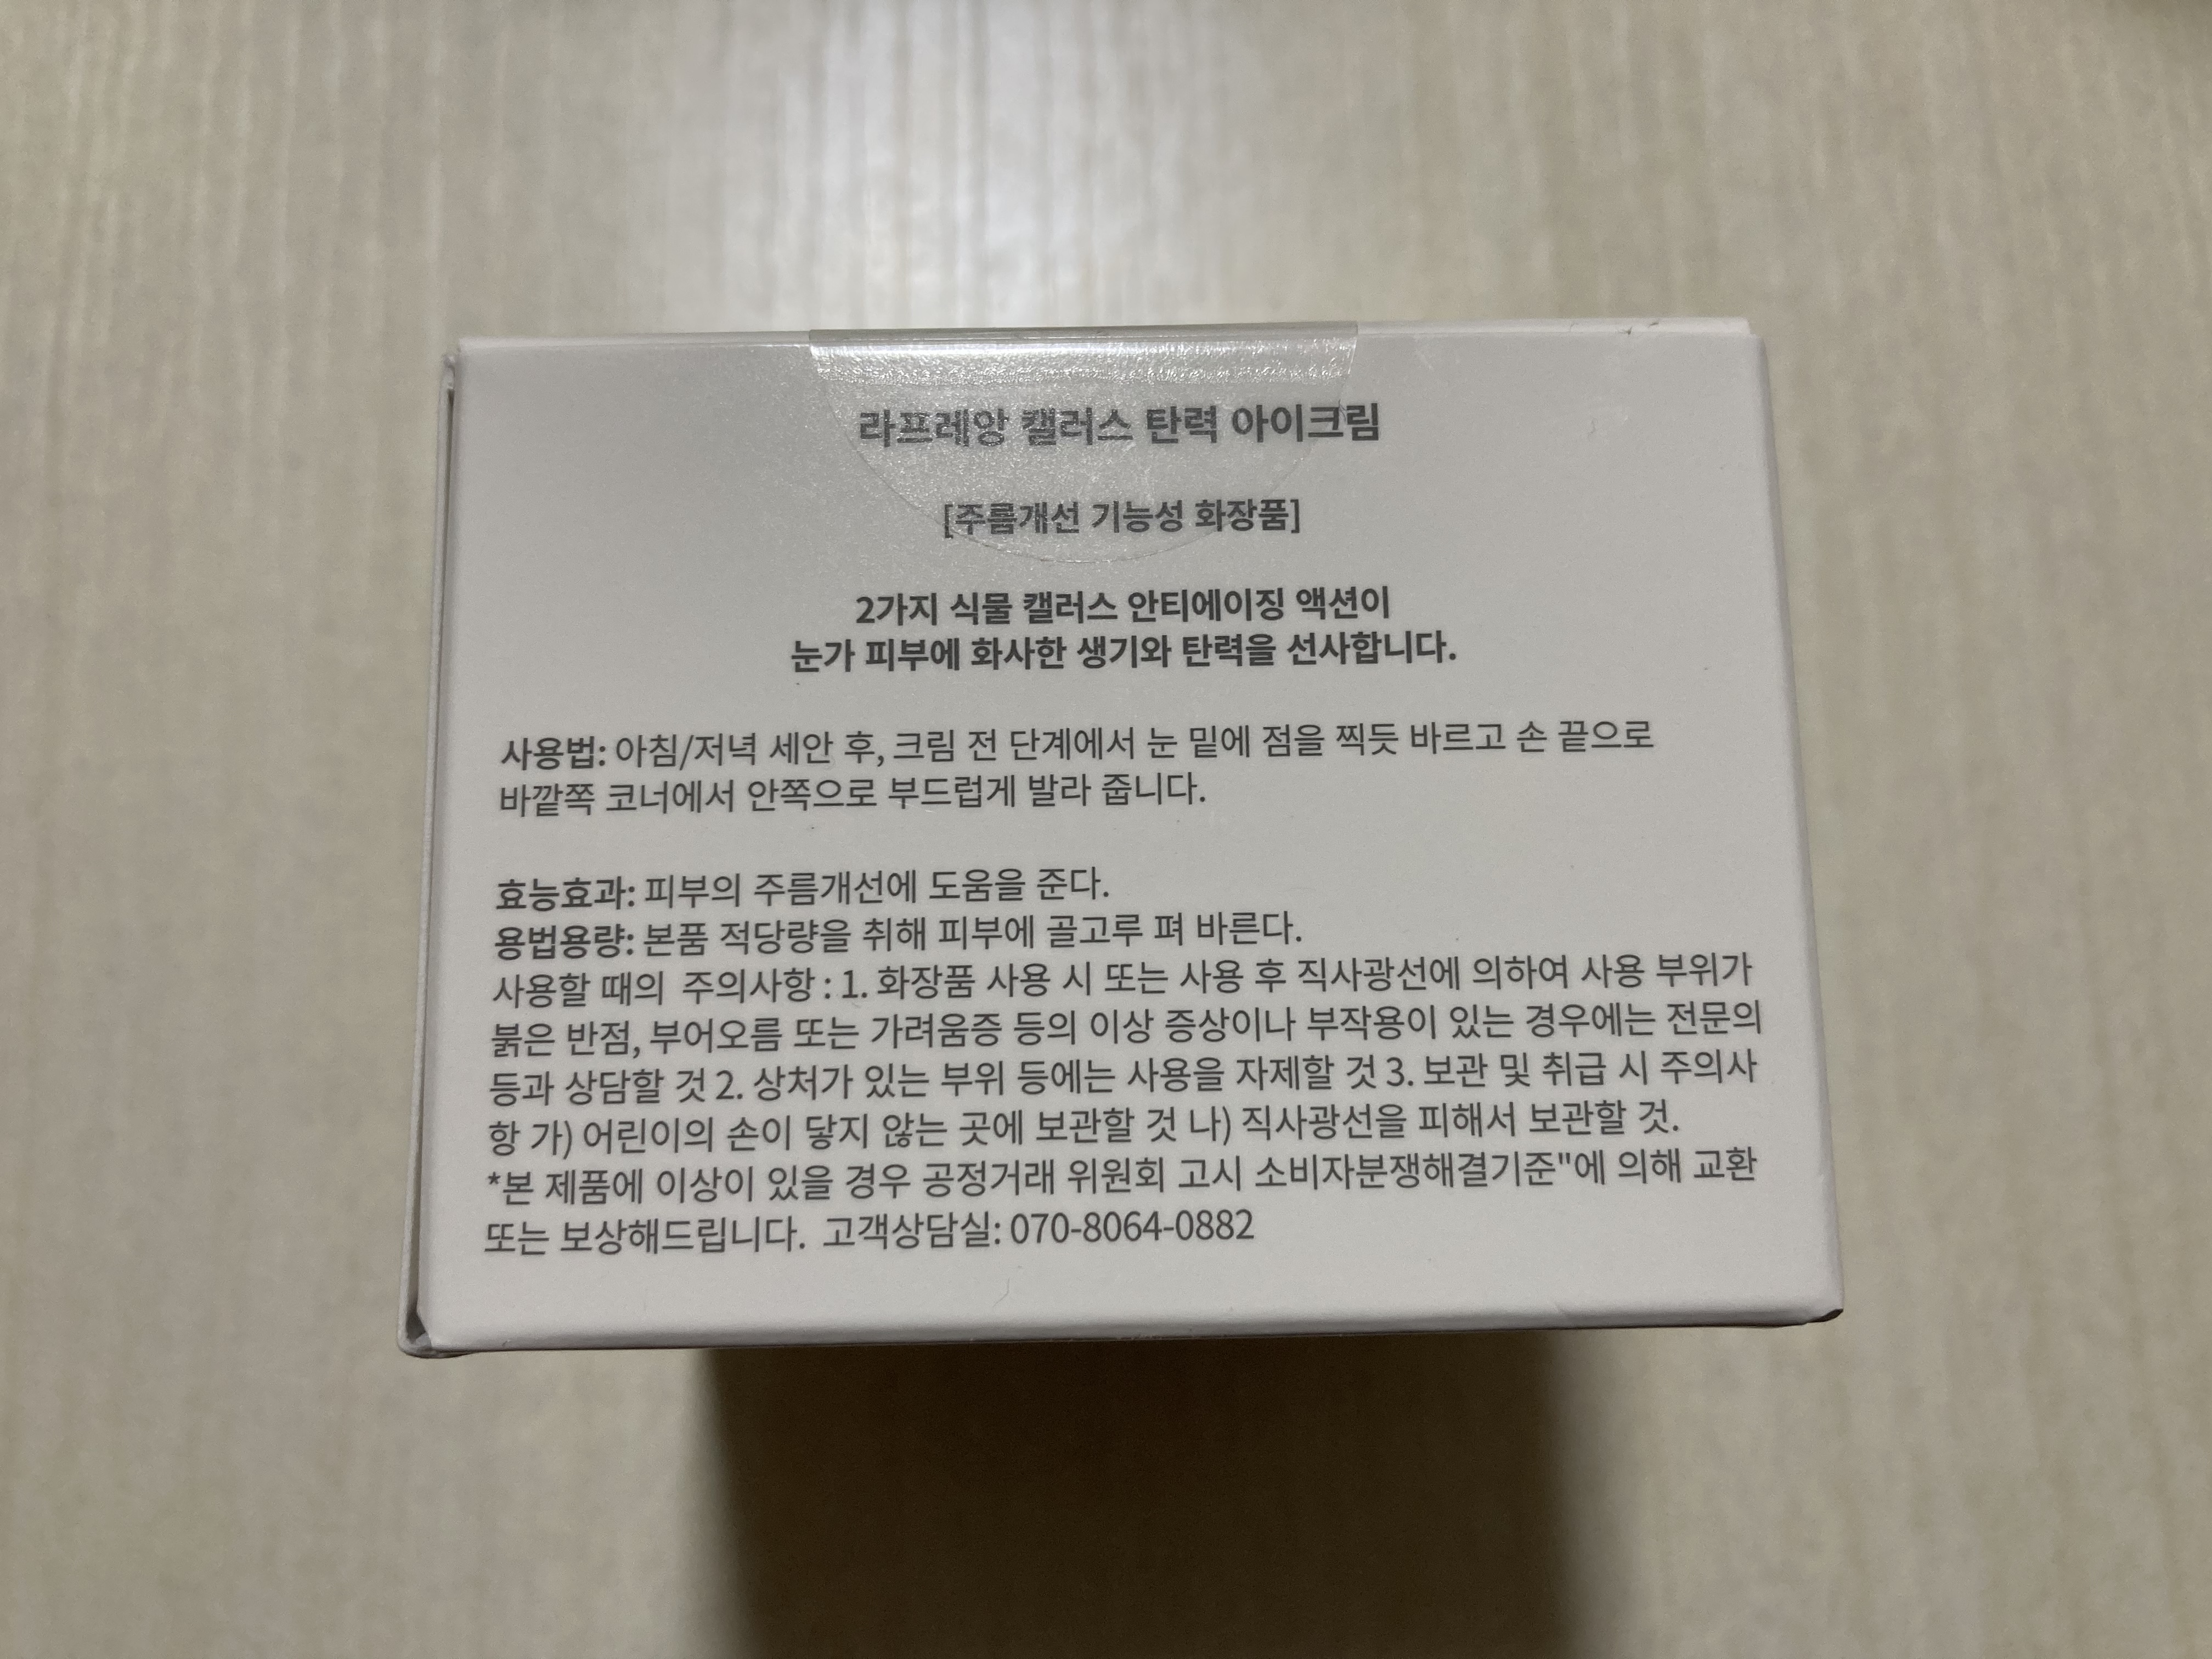 라프레앙 캘러스 탄력 아이크림
[주름개선 기능성 화장품]
2가지 식물 캘러스 안티에이징 액션이
눈가 피부에 화사한 생기와 탄력을 선사합니다.
사용법: 아침/저녁 세안 후, 크림 전 단계에서 눈 밑에 점을 찍듯 바르고 손 끝으로
바깥쪽 코너에서 안쪽으로 부드럽게 발라 줍니다.
효능효과: 피부의 주름개선에 도움을 준다.
용법용량: 본품 적당량을 취해 피부에 골고루 펴 바른다.
사용할 때의 주의사항 : 1. 화장품 사용 시 또는 사용 후 직사광선에 의하여 사용 부위가
붉은 반점, 부어오름 또는 가려움증 등의 이상 증상이나 부작용이 있는 경우에는 전문의
등과 상담할 것 2. 상처가 있는 부위 등에는 사용을 자제할 것 3. 보관 및 취급 시 주의사
항 가) 어린이의 손이 닿지 않는 곳에 보관할 것 나) 직사광선을 피해서 보관할 것.
*본 제품에 이상이 있을 경우 공정거래 위원회 고시 소비자분쟁해결기준"에 의해 교환
또는 보상해드립니다. 고객상담실: 070-8064-0882